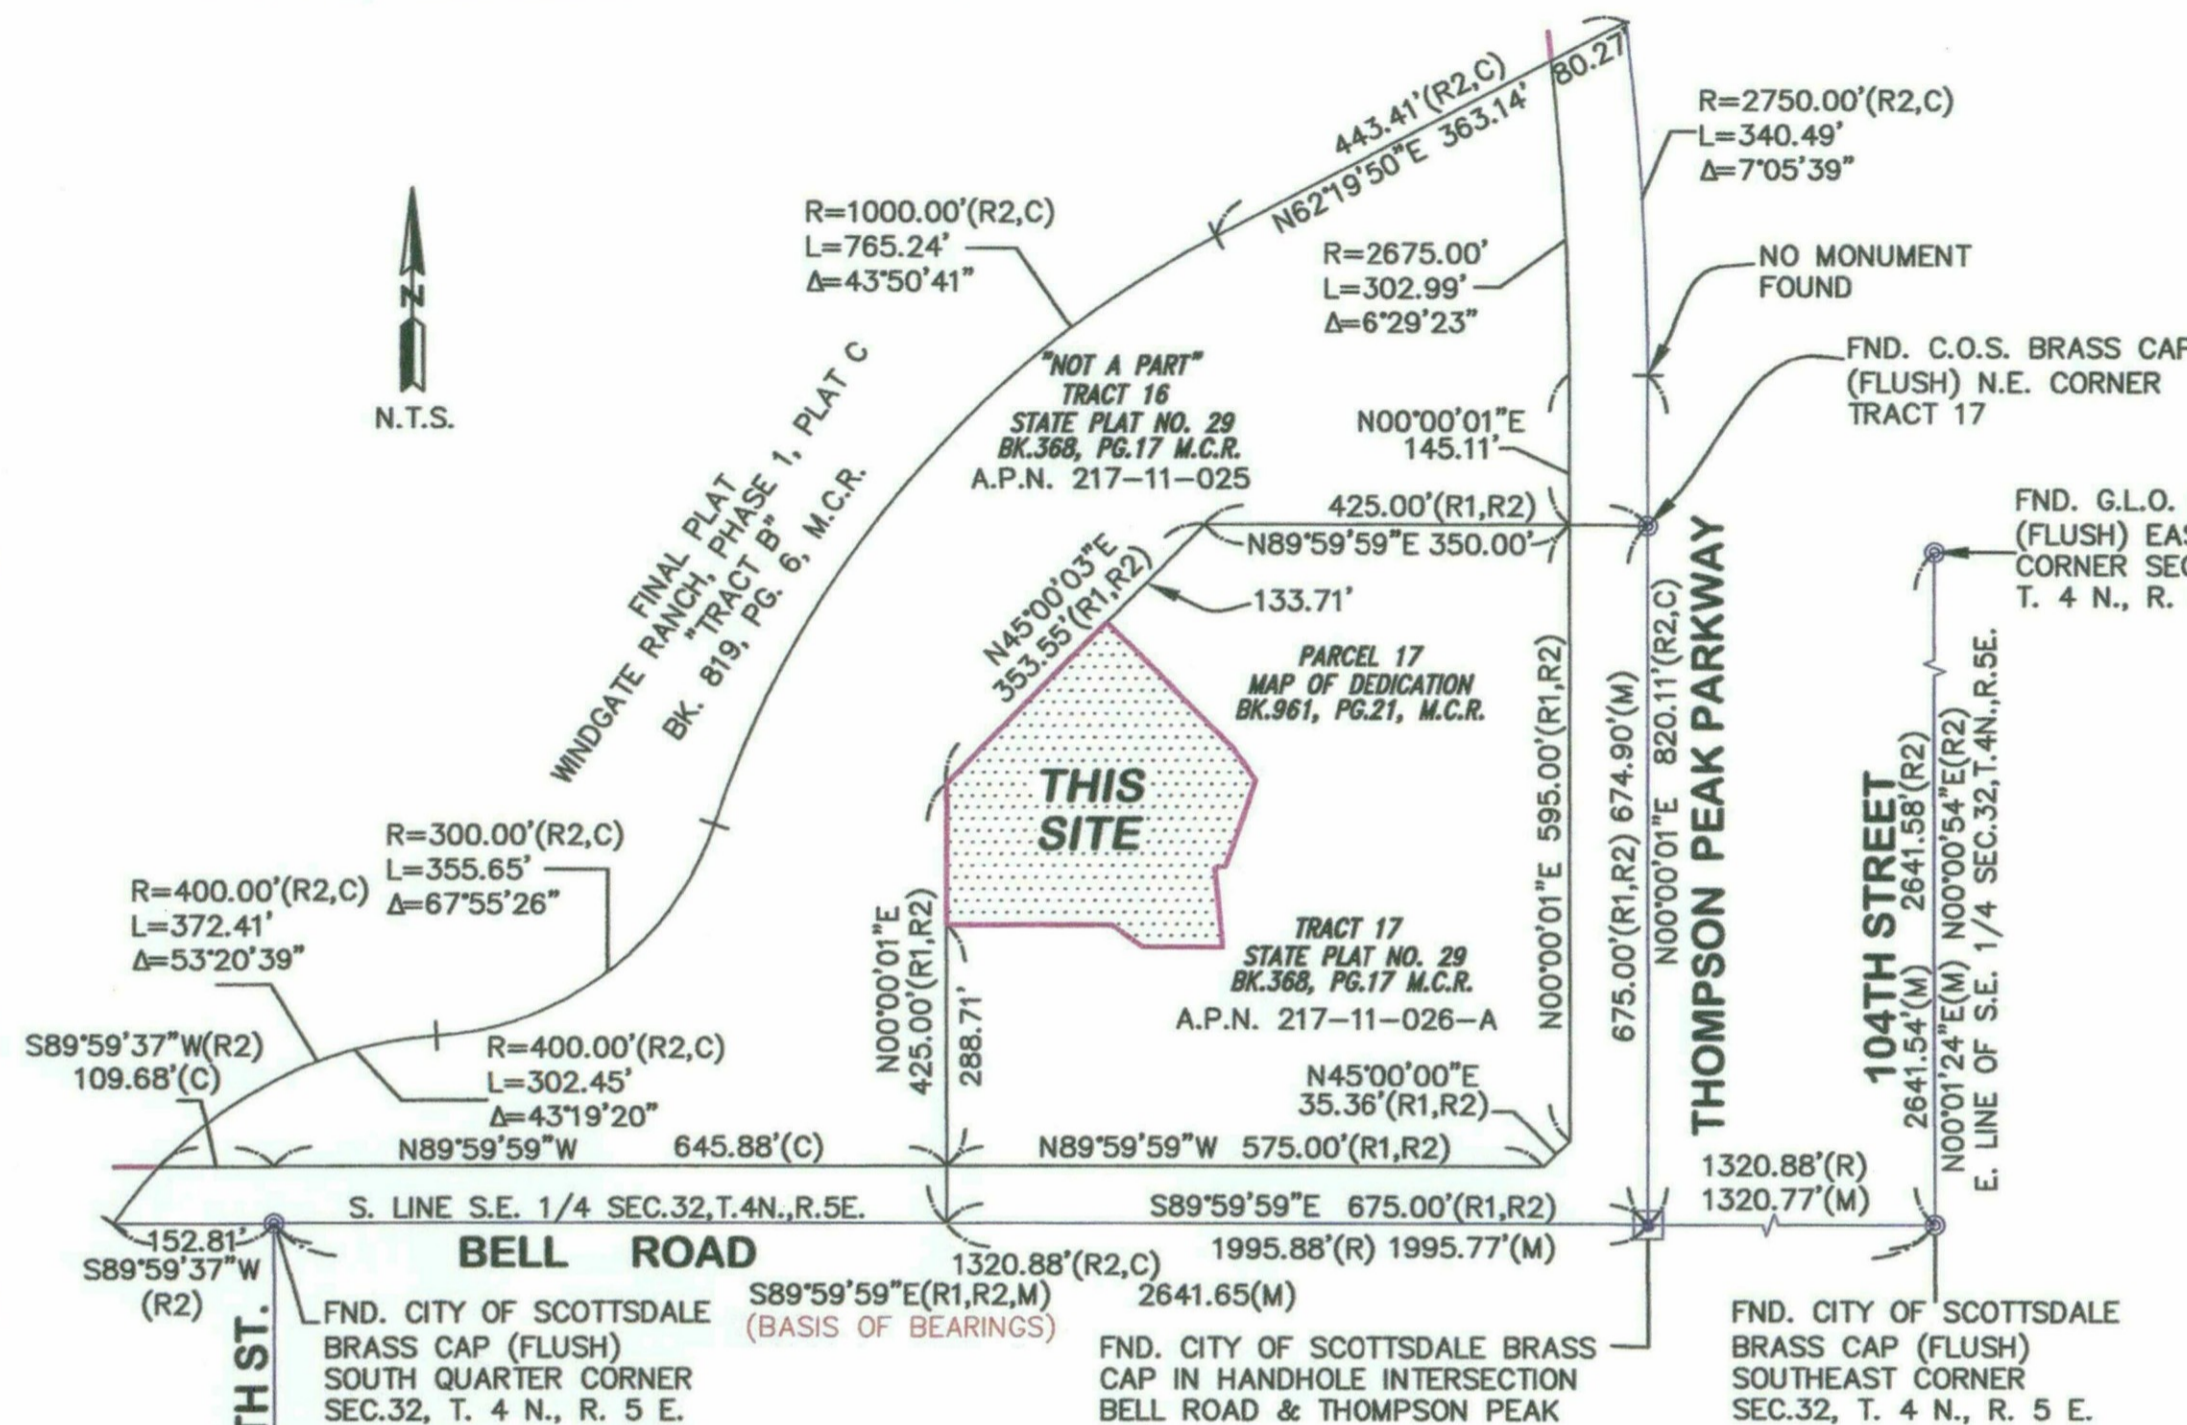 443.41'(R2,C)
80.27'
N62°19'50"E 363.14'
R=2750.00'(R2,C)
L=340.49'
Δ=7°05'39"
R=1000.00'(R2,C)
L=765.24'
Δ=43°50'41"
R=2675.00'
L=302.99'
Δ=6°29'23"
NO MONUMENT
FOUND
N
N.T.S.
FND. C.O.S. BRASS CAP
(FLUSH) N.E. CORNER
TRACT 17
"NOT A PART"
TRACT 16
STATE PLAT NO. 29
BK.368, PG.17 M.C.R.
A.P.N. 217-11-025
N00°00'01"E
145.11'
FINAL PLAT
WINDGATE RANCH, PHASE 1, PLAT C
"TRACT B"
BK. 819, PG. 6, M.C.R.
425.00'(R1,R2)
N89°59'59"E 350.00'
FND. G.L.O.
(FLUSH)
CORNER
T. 4 N., R.
N45°00'03"E
353.55'(R1,R2)
133.71'
PARCEL 17
MAP OF DEDICATION
BK.961, PG.21, M.C.R.
THIS
SITE
N00°00'01"E 595.00'(R1,R2)
675.00'(R1,R2) 674.90'(M)
N00°00'01"E 820.11'(R2,C)
THOMPSON PEAK PARKWAY
104TH STREET
2641.54'(M) 2641.58'(R2)
N00°01'24"E(M) N00°00'54"E(R2)
E. LINE OF S.E. 1/4 SEC.32,T.4N.,R.5E.
R=300.00'(R2,C)
L=355.65'
Δ=67°55'26"
R=400.00'(R2,C)
L=372.41'
Δ=53°20'39"
N00°00'01"E
425.00'(R1,R2)
288.71'
TRACT 17
STATE PLAT NO. 29
BK.368, PG.17 M.C.R.
A.P.N. 217-11-026-A
S89°59'37"W(R2)
109.68'(C)
R=400.00'(R2,C)
L=302.45'
Δ=43°19'20"
N45°00'00"E
35.36'(R1,R2)
N89°59'59"W 645.88'(C)
N89°59'59"W 575.00'(R1,R2)
1320.88'(R)
1320.77'(M)
S. LINE S.E. 1/4 SEC.32,T.4N.,R.5E.
S89°59'59"E 675.00'(R1,R2)
152.81'
S89°59'37"W
(R2)
BELL ROAD
1995.88'(R) 1995.77'(M)
1320.88'(R2,C)
S89°59'59"E(R1,R2,M) 2641.65(M)
(BASIS OF BEARINGS)
TH ST.
FND. CITY OF SCOTTSDALE
BRASS CAP (FLUSH)
SOUTH QUARTER CORNER
SEC.32, T. 4 N., R. 5 E.
FND. CITY OF SCOTTSDALE BRASS
CAP IN HANDHOLE INTERSECTION
BELL ROAD & THOMPSON PEAK
FND. CITY OF SCOTTSDALE
BRASS CAP (FLUSH)
SOUTHEAST CORNER
SEC.32, T. 4 N., R. 5 E.